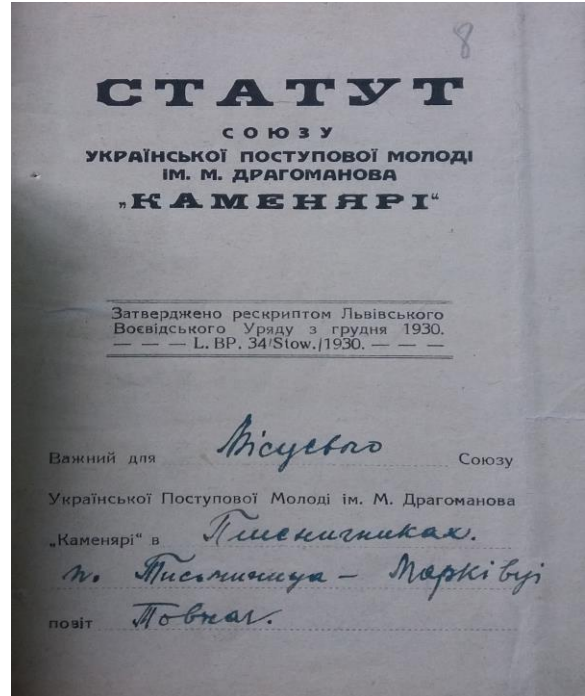 8
СТАТУТ
СОЮЗУ
УКРАЇНСЬКОЇ ПОСТУПОВОЇ МОЛОДІ
ІМ. М. ДРАГОМАНОВА
„КАМЕНЯРІ“
Затверджено рескриптом Львівського
Воєвідського Уряду з грудня 1930.
— — — L. BP. 34/Stow./1930. — — —
Важний для Місцевого Союзу
Української Поступової Молоді ім. М. Драгоманова
„Каменярі“ в Пшеничниках.
п. Тисьминиця – Марківці
повіт Товмач.